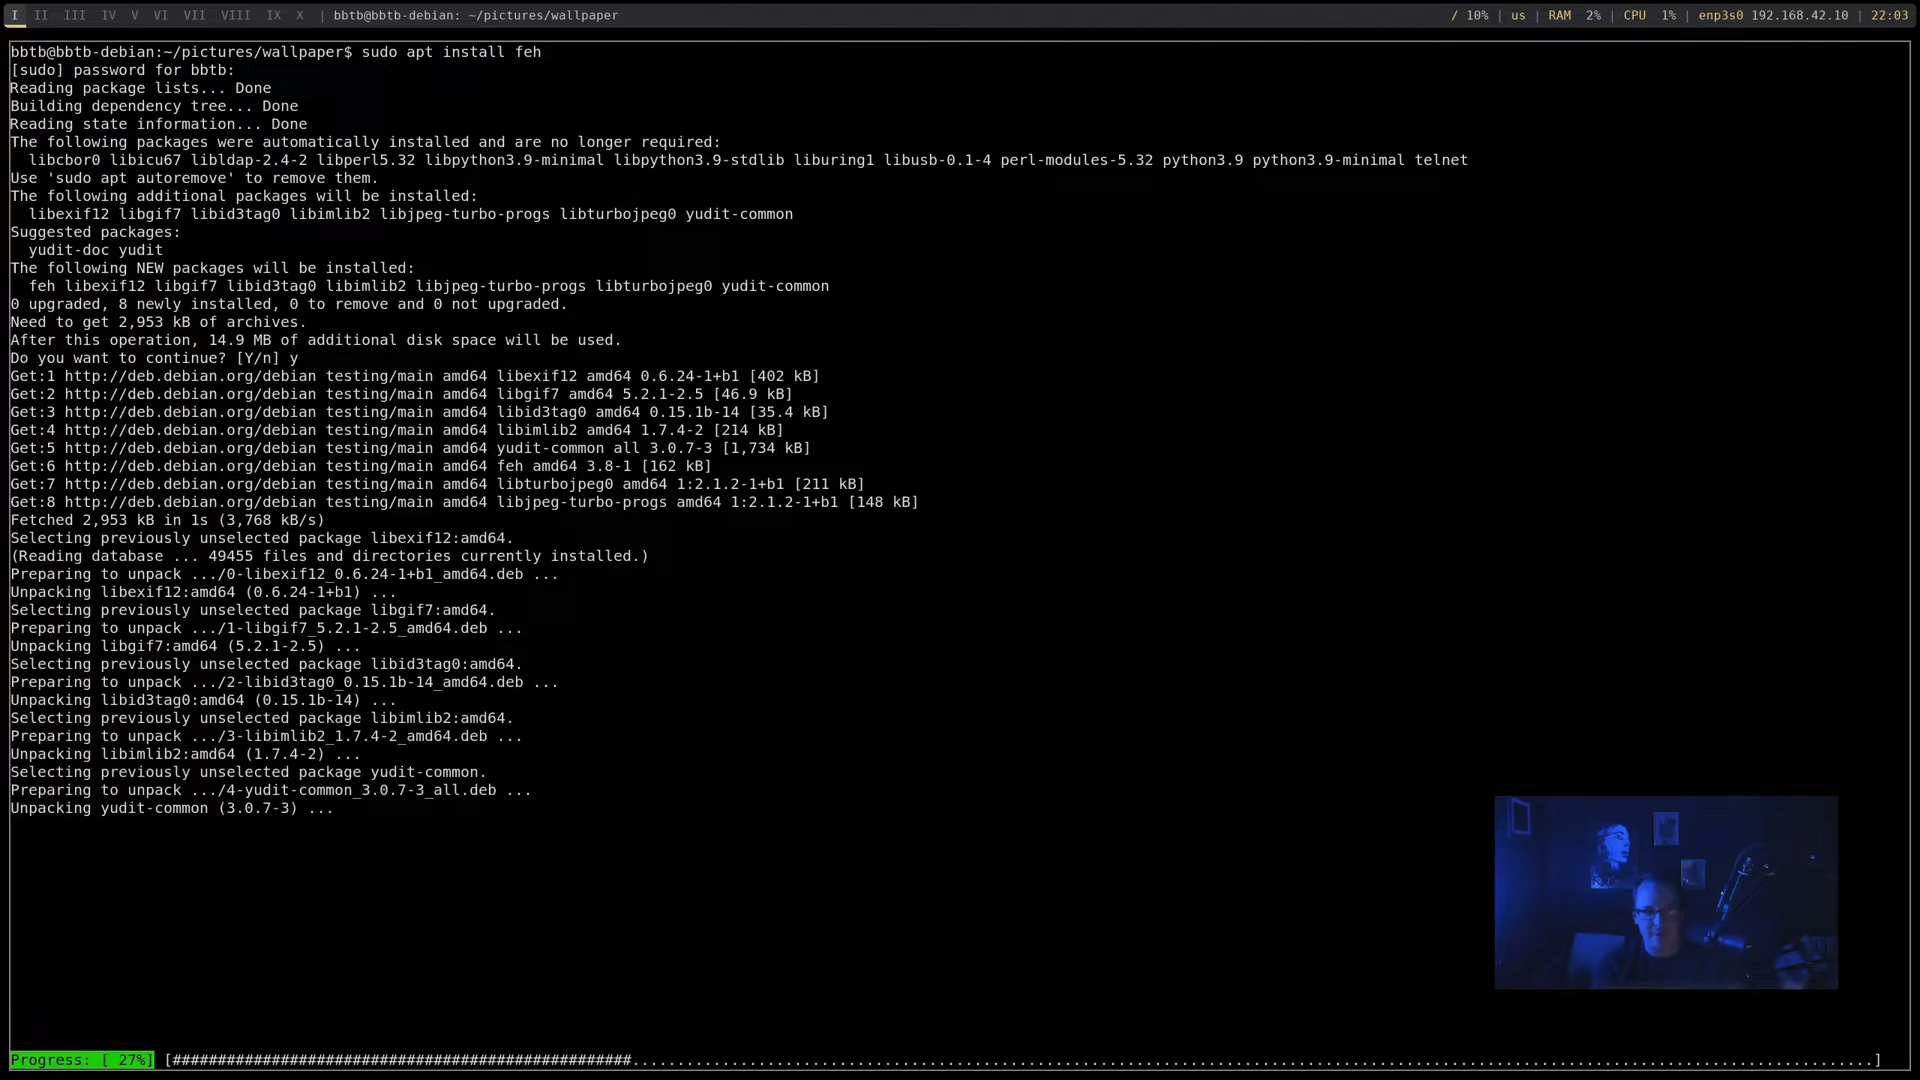 I II III IV V VI VII VIII IX X | bbtb@bbtb-debian: ~/pictures/wallpaper / 10% | us | RAM 2% | CPU 1% | enp3s0 192.168.42.10 | 22:03
bbtb@bbtb-debian:~/pictures/wallpaper$ sudo apt install feh
[sudo] password for bbtb:
Reading package lists... Done
Building dependency tree... Done
Reading state information... Done
The following packages were automatically installed and are no longer required:
  libcbor0 libicu67 libldap-2.4-2 libperl5.32 libpython3.9-minimal libpython3.9-stdlib liburing1 libusb-0.1-4 perl-modules-5.32 python3.9 python3.9-minimal telnet
Use 'sudo apt autoremove' to remove them.
The following additional packages will be installed:
  libexif12 libgif7 libid3tag0 libimlib2 libjpeg-turbo-progs libturbojpeg0 yudit-common
Suggested packages:
  yudit-doc yudit
The following NEW packages will be installed:
  feh libexif12 libgif7 libid3tag0 libimlib2 libjpeg-turbo-progs libturbojpeg0 yudit-common
0 upgraded, 8 newly installed, 0 to remove and 0 not upgraded.
Need to get 2,953 kB of archives.
After this operation, 14.9 MB of additional disk space will be used.
Do you want to continue? [Y/n] y
Get:1 http://deb.debian.org/debian testing/main amd64 libexif12 amd64 0.6.24-1+b1 [402 kB]
Get:2 http://deb.debian.org/debian testing/main amd64 libgif7 amd64 5.2.1-2.5 [46.9 kB]
Get:3 http://deb.debian.org/debian testing/main amd64 libid3tag0 amd64 0.15.1b-14 [35.4 kB]
Get:4 http://deb.debian.org/debian testing/main amd64 libimlib2 amd64 1.7.4-2 [214 kB]
Get:5 http://deb.debian.org/debian testing/main amd64 yudit-common all 3.0.7-3 [1,734 kB]
Get:6 http://deb.debian.org/debian testing/main amd64 feh amd64 3.8-1 [162 kB]
Get:7 http://deb.debian.org/debian testing/main amd64 libturbojpeg0 amd64 1:2.1.2-1+b1 [211 kB]
Get:8 http://deb.debian.org/debian testing/main amd64 libjpeg-turbo-progs amd64 1:2.1.2-1+b1 [148 kB]
Fetched 2,953 kB in 1s (3,768 kB/s)
Selecting previously unselected package libexif12:amd64.
(Reading database ... 49455 files and directories currently installed.)
Preparing to unpack .../0-libexif12_0.6.24-1+b1_amd64.deb ...
Unpacking libexif12:amd64 (0.6.24-1+b1) ...
Selecting previously unselected package libgif7:amd64.
Preparing to unpack .../1-libgif7_5.2.1-2.5_amd64.deb ...
Unpacking libgif7:amd64 (5.2.1-2.5) ...
Selecting previously unselected package libid3tag0:amd64.
Preparing to unpack .../2-libid3tag0_0.15.1b-14_amd64.deb ...
Unpacking libid3tag0:amd64 (0.15.1b-14) ...
Selecting previously unselected package libimlib2:amd64.
Preparing to unpack .../3-libimlib2_1.7.4-2_amd64.deb ...
Unpacking libimlib2:amd64 (1.7.4-2) ...
Selecting previously unselected package yudit-common.
Preparing to unpack .../4-yudit-common_3.0.7-3_all.deb ...
Unpacking yudit-common (3.0.7-3) ...
Progress: [ 27%] [###################################################..........................................................................................................................................]